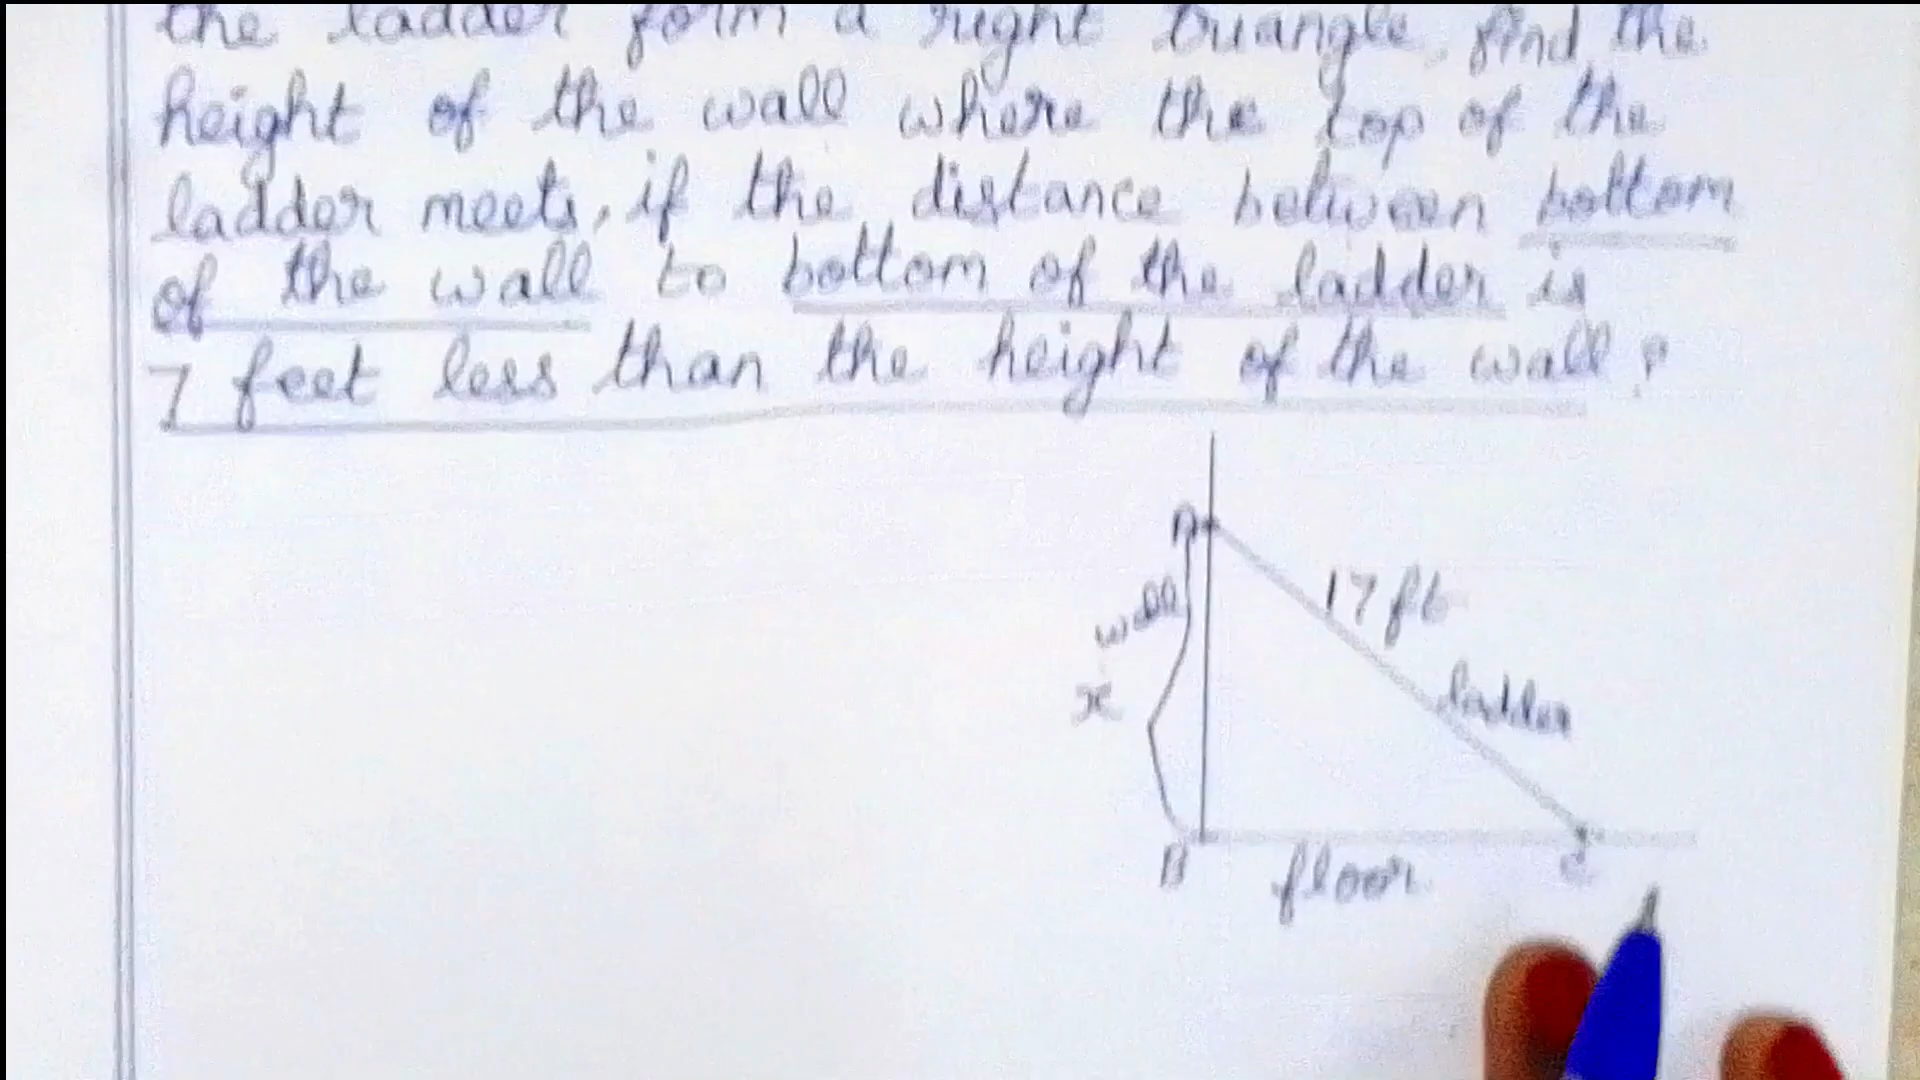 the ladder form a right triangle, find the
height of the wall where the top of the
ladder meets, if the distance between bottom
of the wall to bottom of the ladder is
7 feet less than the height of the wall?
A
wall
17 ft
x
ladder
B
floor
C